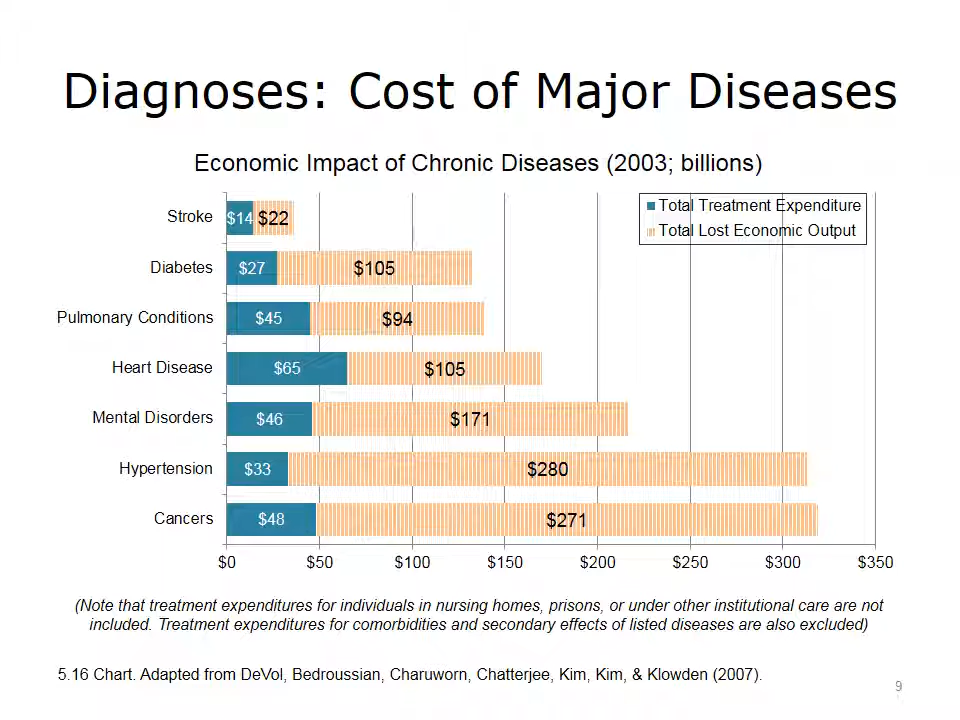 Diagnoses: Cost of Major Diseases
Economic Impact of Chronic Diseases (2003; billions)
Total Treatment Expenditure
Total Lost Economic Output
Stroke $14 $22
Diabetes $27 $105
Pulmonary Conditions $45 $94
Heart Disease $65 $105
Mental Disorders $46 $171
Hypertension $33 $280
Cancers $48 $271
$0 $50 $100 $150 $200 $250 $300 $350
(Note that treatment expenditures for individuals in nursing homes, prisons, or under other institutional care are not
included. Treatment expenditures for comorbidities and secondary effects of listed diseases are also excluded)
5.16 Chart. Adapted from DeVol, Bedroussian, Charuworn, Chatterjee, Kim, Kim, & Klowden (2007).
9